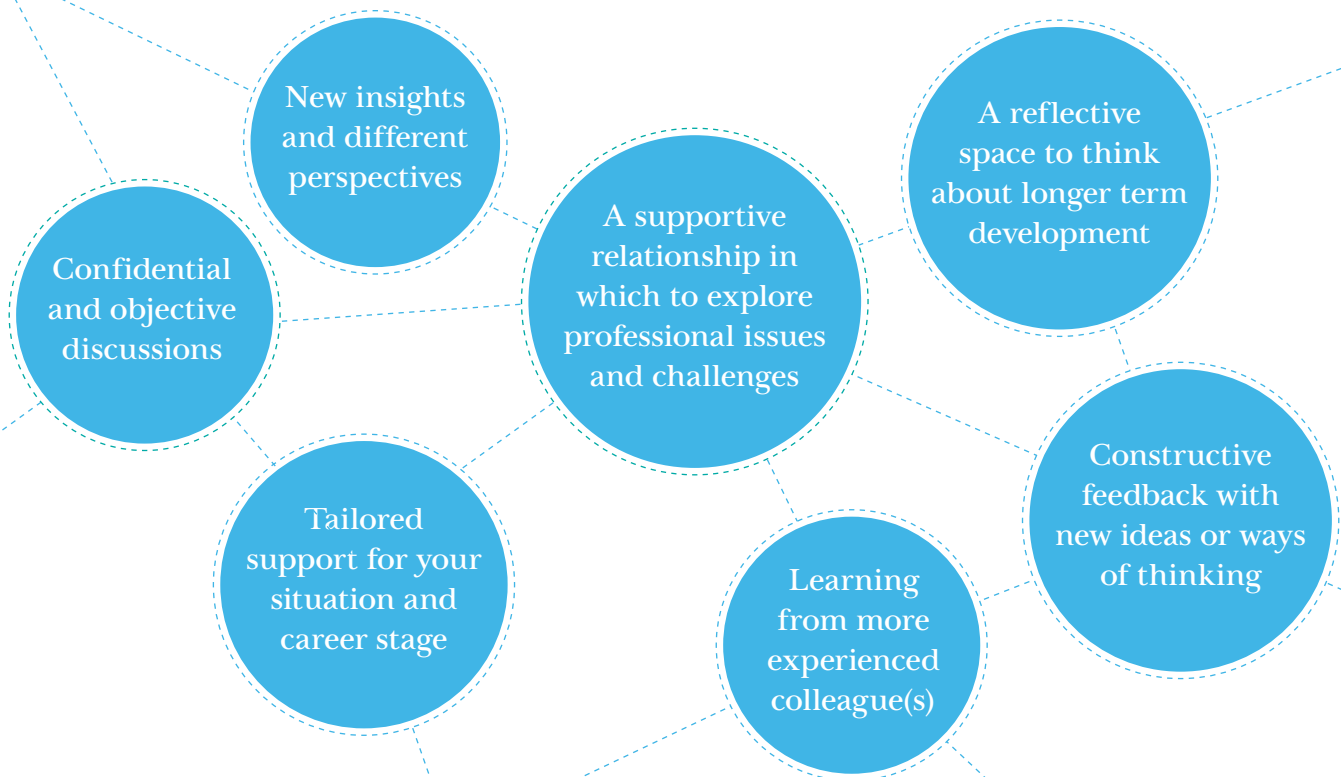 New insights
and different
perspectives
A reflective
space to think
about longer term
development
A supportive
relationship in
which to explore
professional issues
and challenges
Confidential
and objective
discussions
Constructive
feedback with
new ideas or ways
of thinking
Tailored
support for your
situation and
career stage
Learning
from more
experienced
colleague(s)